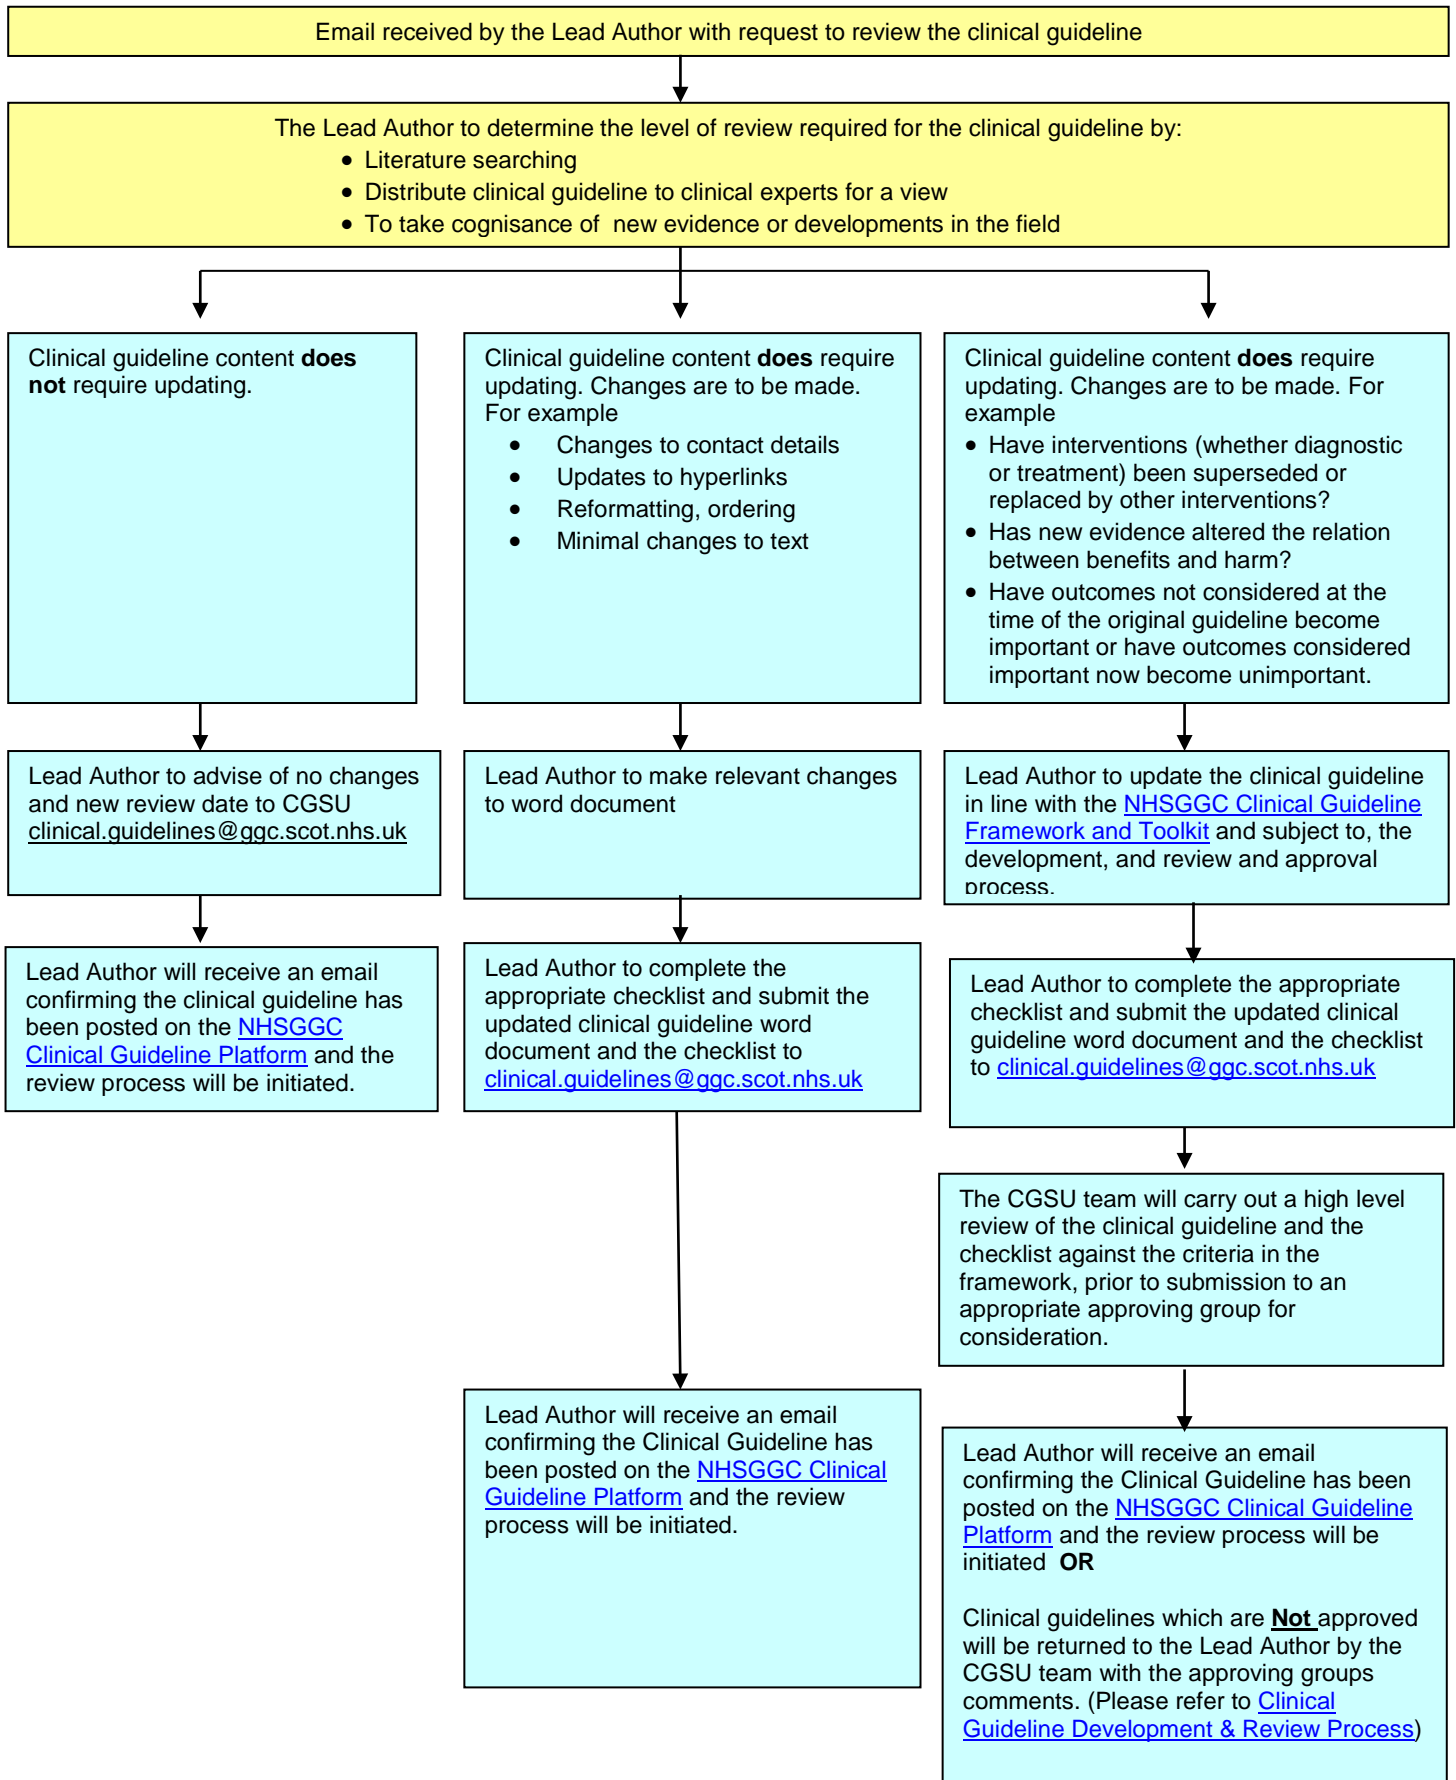 Email received by the Lead Author with request to review the clinical guideline
The Lead Author to determine the level of review required for the clinical guideline by:
• Literature searching
• Distribute clinical guideline to clinical experts for a view
• To take cognisance of  new evidence or developments in the field
Clinical guideline content does
not require updating.
Lead Author to advise of no changes
and new review date to CGSU
clinical.guidelines@ggc.scot.nhs.uk
Lead Author will receive an email
confirming the clinical guideline has
been posted on the NHSGGC
Clinical Guideline Platform and the
review process will be initiated.
Clinical guideline content does require
updating. Changes are to be made.
For example
• Changes to contact details
• Updates to hyperlinks
• Reformatting, ordering
• Minimal changes to text
Lead Author to make relevant changes
to word document
Lead Author to complete the
appropriate checklist and submit the
updated clinical guideline word
document and the checklist to
clinical.guidelines@ggc.scot.nhs.uk
Lead Author will receive an email
confirming the Clinical Guideline has
been posted on the NHSGGC Clinical
Guideline Platform and the review
process will be initiated.
Clinical guideline content does require
updating. Changes are to be made. For
example
• Have interventions (whether diagnostic
or treatment) been superseded or
replaced by other interventions?
• Has new evidence altered the relation
between benefits and harm?
• Have outcomes not considered at the
time of the original guideline become
important or have outcomes considered
important now become unimportant.
Lead Author to update the clinical guideline
in line with the NHSGGC Clinical Guideline
Framework and Toolkit and subject to, the
development, and review and approval
process.
Lead Author to complete the appropriate
checklist and submit the updated clinical
guideline word document and the checklist
to clinical.guidelines@ggc.scot.nhs.uk
The CGSU team will carry out a high level
review of the clinical guideline and the
checklist against the criteria in the
framework, prior to submission to an
appropriate approving group for
consideration.
Lead Author will receive an email
confirming the Clinical Guideline has been
posted on the NHSGGC Clinical Guideline
Platform and the review process will be
initiated  OR
Clinical guidelines which are Not approved
will be returned to the Lead Author by the
CGSU team with the approving groups
comments. (Please refer to Clinical
Guideline Development & Review Process)